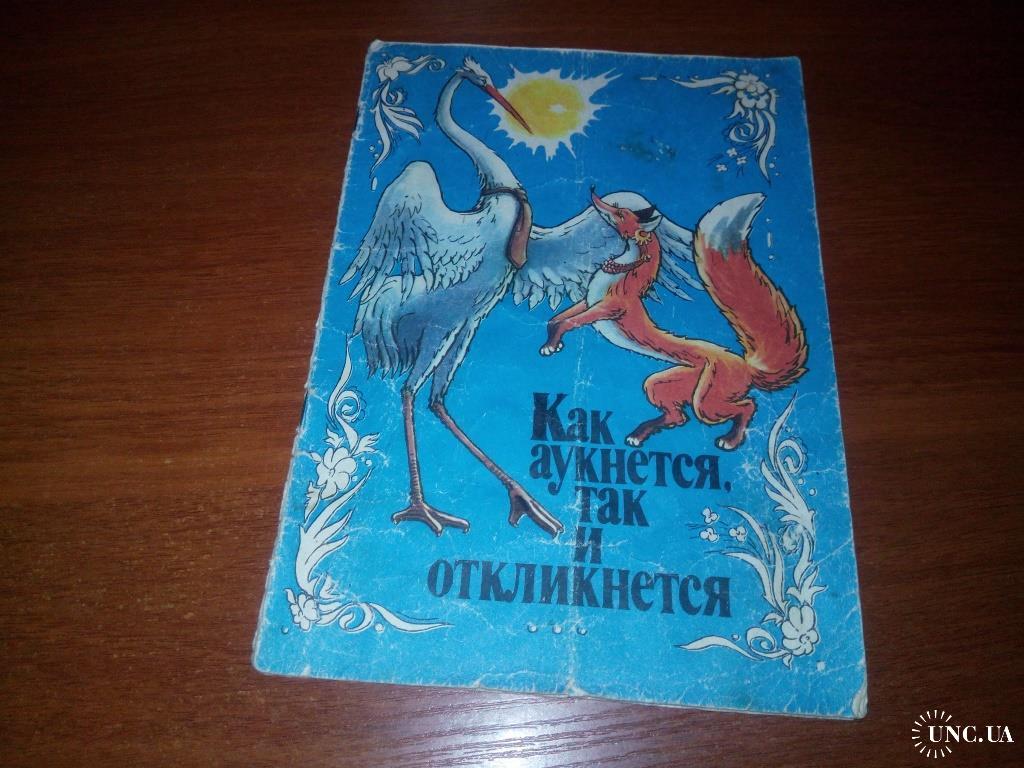 Как
аукнется,
так
и
откликнется
UNC.UA